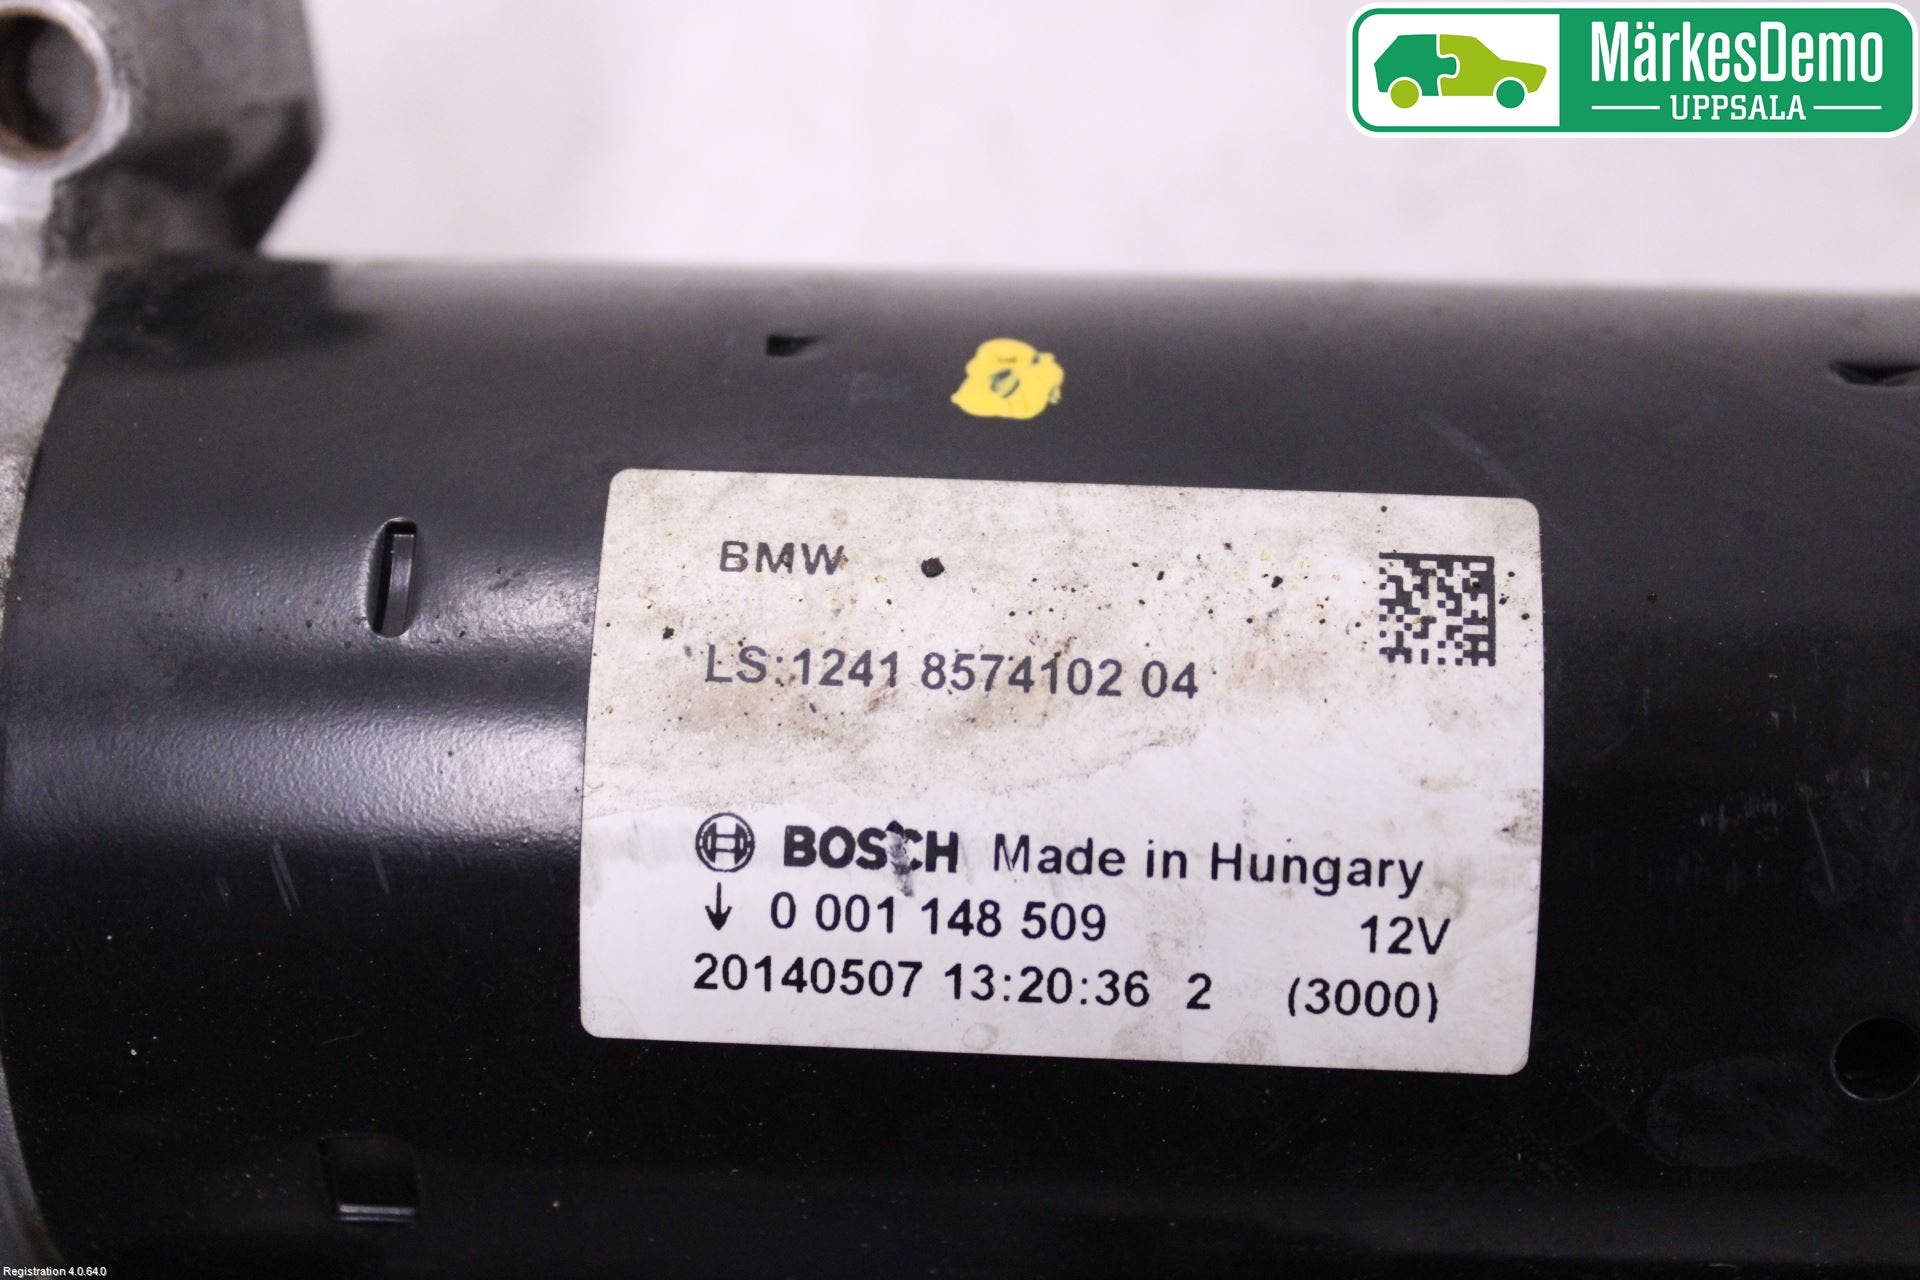 MärkesDemo
UPPSALA
BMW
LS:1241 8574102 04
BOSCH Made in Hungary
↓ 0 001 148 509 12V
20140507 13:20:36 2 (3000)
Registration 4.0.64.0